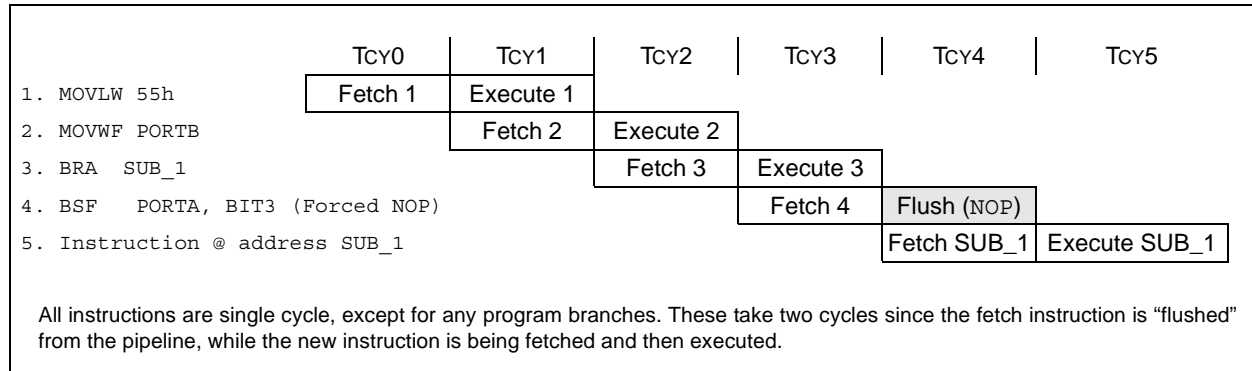 TCY0 TCY1 TCY2 TCY3 TCY4 TCY5
1. MOVLW 55h Fetch 1 Execute 1
2. MOVWF PORTB Fetch 2 Execute 2
3. BRA SUB_1 Fetch 3 Execute 3
4. BSF PORTA, BIT3 (Forced NOP) Fetch 4 Flush (NOP)
5. Instruction @ address SUB_1 Fetch SUB_1 Execute SUB_1
All instructions are single cycle, except for any program branches. These take two cycles since the fetch instruction is “flushed”
from the pipeline, while the new instruction is being fetched and then executed.